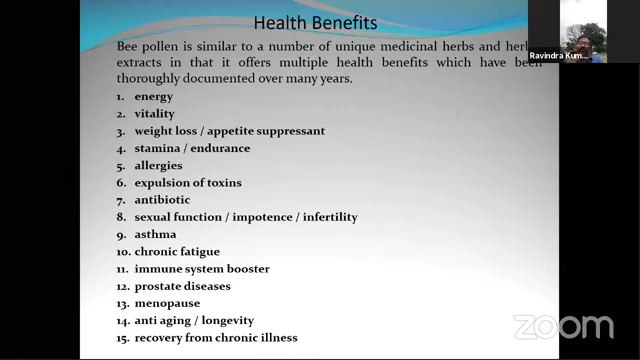 Health Benefits
Bee pollen is similar to a number of unique medicinal herbs and
extracts in that it offers multiple health benefits which have been
thoroughly documented over many years.
1. energy
2. vitality
3. weight loss / appetite suppressant
4. stamina / endurance
5. allergies
6. expulsion of toxins
7. antibiotic
8. sexual function / impotence / infertility
9. asthma
10. chronic fatigue
11. immune system booster
12. prostate diseases
13. menopause
14. anti aging / longevity
15. recovery from chronic illness
Ravindra Kum...
zoom